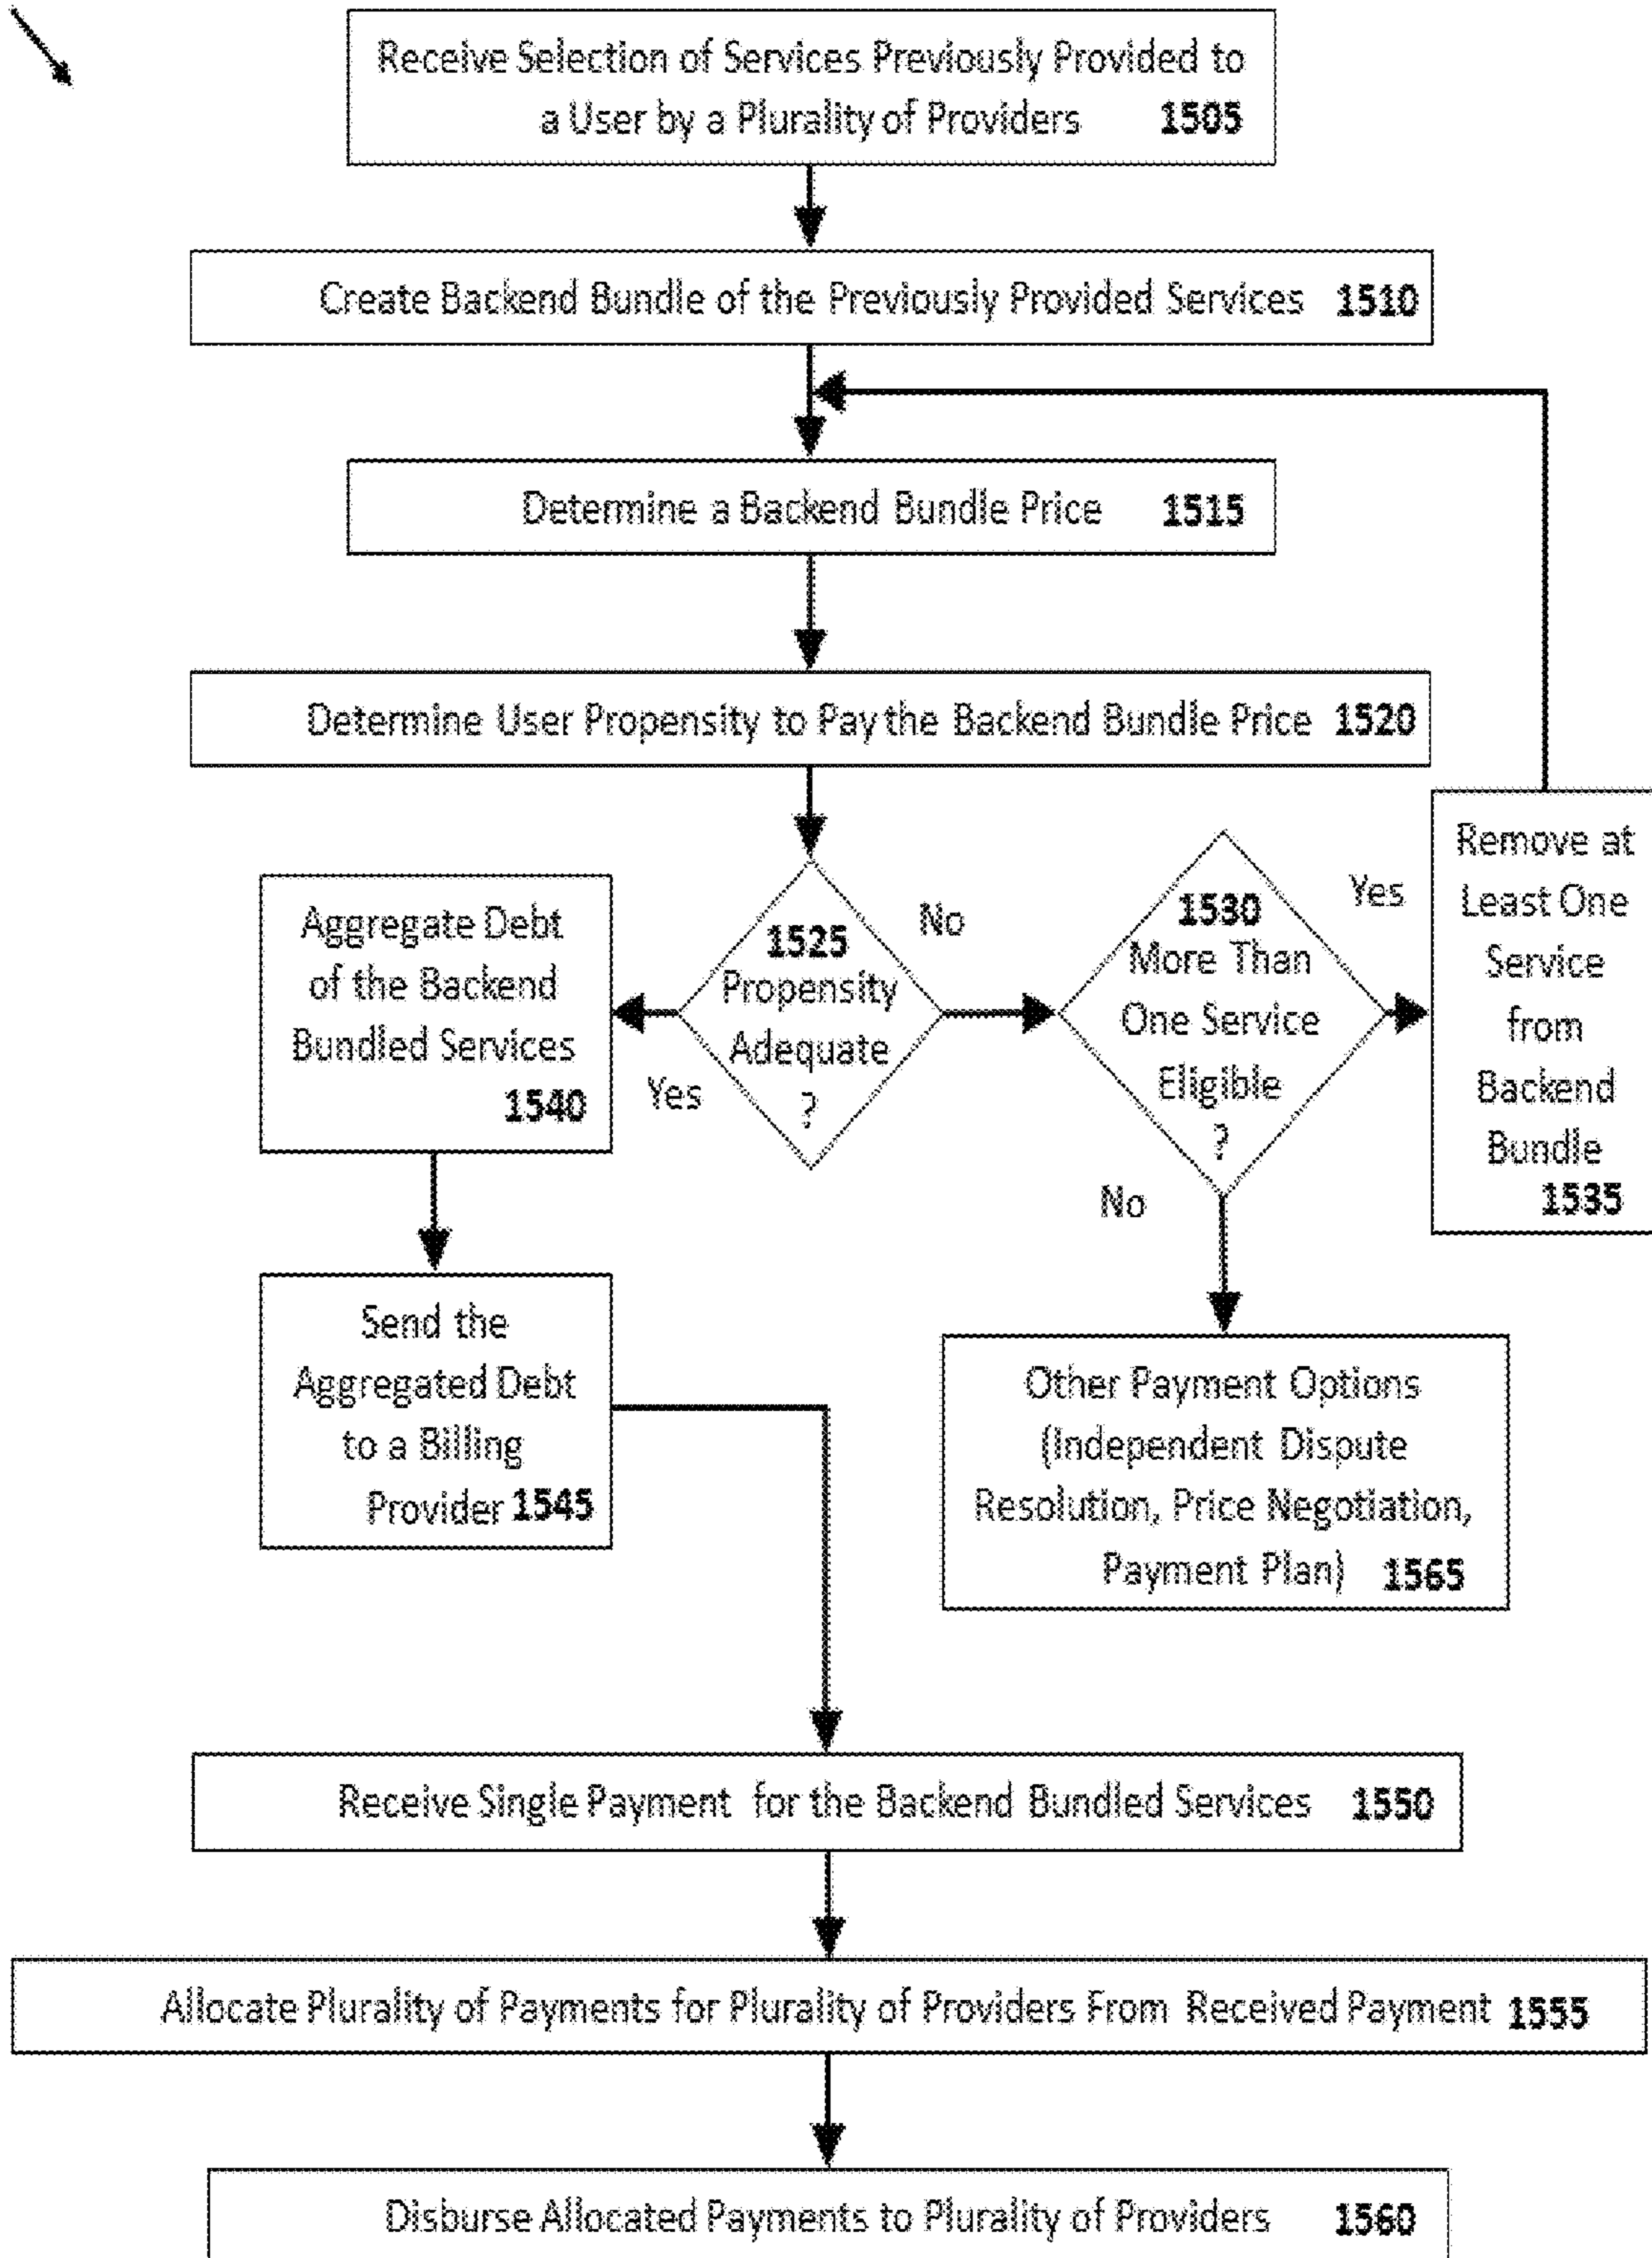 Receive Selection of Services Previously Provided to
a User by a Plurality of Providers 1505
Create Backend Bundle of the Previously Provided Services 1510
Determine a Backend Bundle Price 1515
Determine User Propensity to Pay the Backend Bundle Price 1520
1525
Propensity
Adequate
?
No
Yes
1530
More Than
One Service
Eligible
?
Yes
No
Remove at
Least One
Service
from
Backend
Bundle
1535
Aggregate Debt
of the Backend
Bundled Services
1540
Send the
Aggregated Debt
to a Billing
Provider 1545
Other Payment Options
(Independent Dispute
Resolution, Price Negotiation,
Payment Plan) 1565
Receive Single Payment for the Backend Bundled Services 1550
Allocate Plurality of Payments for Plurality of Providers From Received Payment 1555
Disburse Allocated Payments to Plurality of Providers 1560